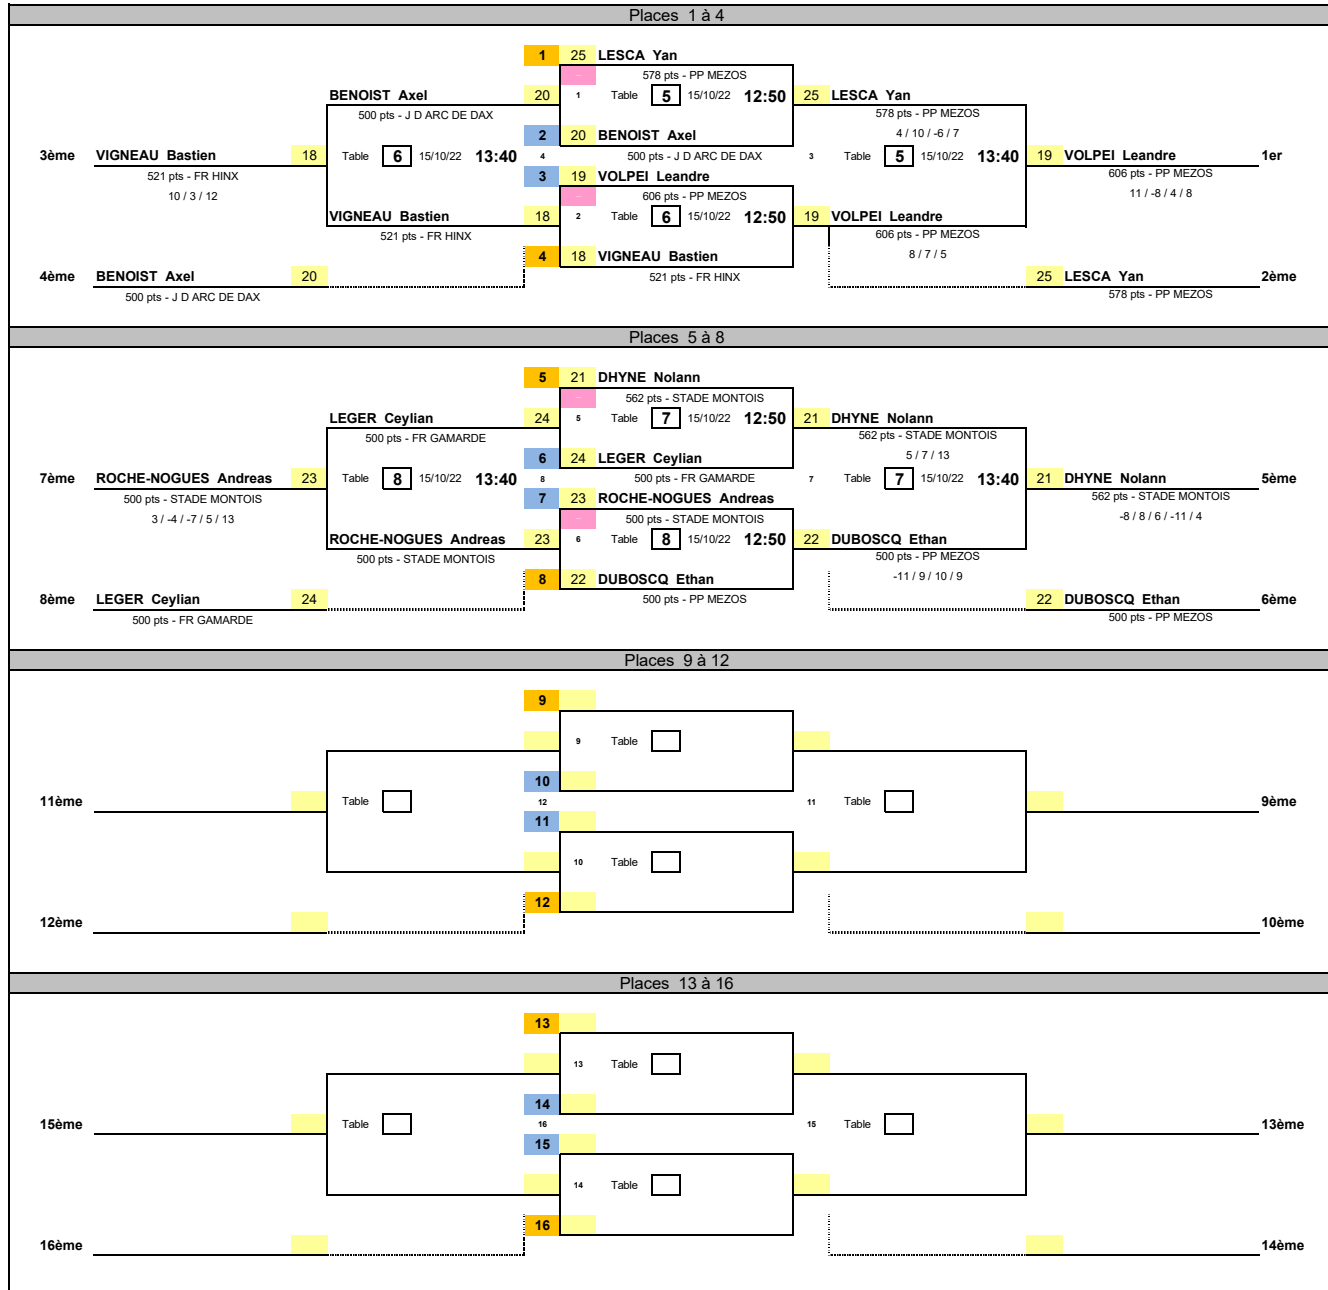 Places 1 à 4
1 25 LESCA Yan
578 pts - PP MEZOS
BENOIST Axel 20 1 Table 5 15/10/22 12:50 25 LESCA Yan
500 pts - J D ARC DE DAX 578 pts - PP MEZOS
2 20 BENOIST Axel 4 / 10 / -6 / 7
3ème VIGNEAU Bastien 18 Table 6 15/10/22 13:40 4 500 pts - J D ARC DE DAX 3 Table 5 15/10/22 13:40 19 VOLPEI Leandre 1er
521 pts - FR HINX 3 19 VOLPEI Leandre 606 pts - PP MEZOS
10 / 3 / 12 606 pts - PP MEZOS 11 / -8 / 4 / 8
VIGNEAU Bastien 18 2 Table 6 15/10/22 12:50 19 VOLPEI Leandre
521 pts - FR HINX 606 pts - PP MEZOS
4 18 VIGNEAU Bastien 8 / 7 / 5
4ème BENOIST Axel 20 521 pts - FR HINX 25 LESCA Yan 2ème
500 pts - J D ARC DE DAX 578 pts - PP MEZOS
Places 5 à 8
5 21 DHYNE Nolann
562 pts - STADE MONTOIS
LEGER Ceylian 24 5 Table 7 15/10/22 12:50 21 DHYNE Nolann
500 pts - FR GAMARDE 562 pts - STADE MONTOIS
6 24 LEGER Ceylian 5 / 7 / 13
7ème ROCHE-NOGUES Andreas 23 Table 8 15/10/22 13:40 8 500 pts - FR GAMARDE 7 Table 7 15/10/22 13:40 21 DHYNE Nolann 5ème
500 pts - STADE MONTOIS 7 23 ROCHE-NOGUES Andreas 562 pts - STADE MONTOIS
3 / -4 / -7 / 5 / 13 500 pts - STADE MONTOIS -8 / 8 / 6 / -11 / 4
ROCHE-NOGUES Andreas 23 6 Table 8 15/10/22 12:50 22 DUBOSCQ Ethan
500 pts - STADE MONTOIS 500 pts - PP MEZOS
8 22 DUBOSCQ Ethan -11 / 9 / 10 / 9
8ème LEGER Ceylian 24 500 pts - PP MEZOS 22 DUBOSCQ Ethan 6ème
500 pts - FR GAMARDE 500 pts - PP MEZOS
Places 9 à 12
9
9 Table
10
11ème Table 12 11 Table 9ème
11
10 Table
12
12ème 10ème
Places 13 à 16
13
13 Table
14
15ème Table 16 15 Table 13ème
15
14 Table
16
16ème 14ème